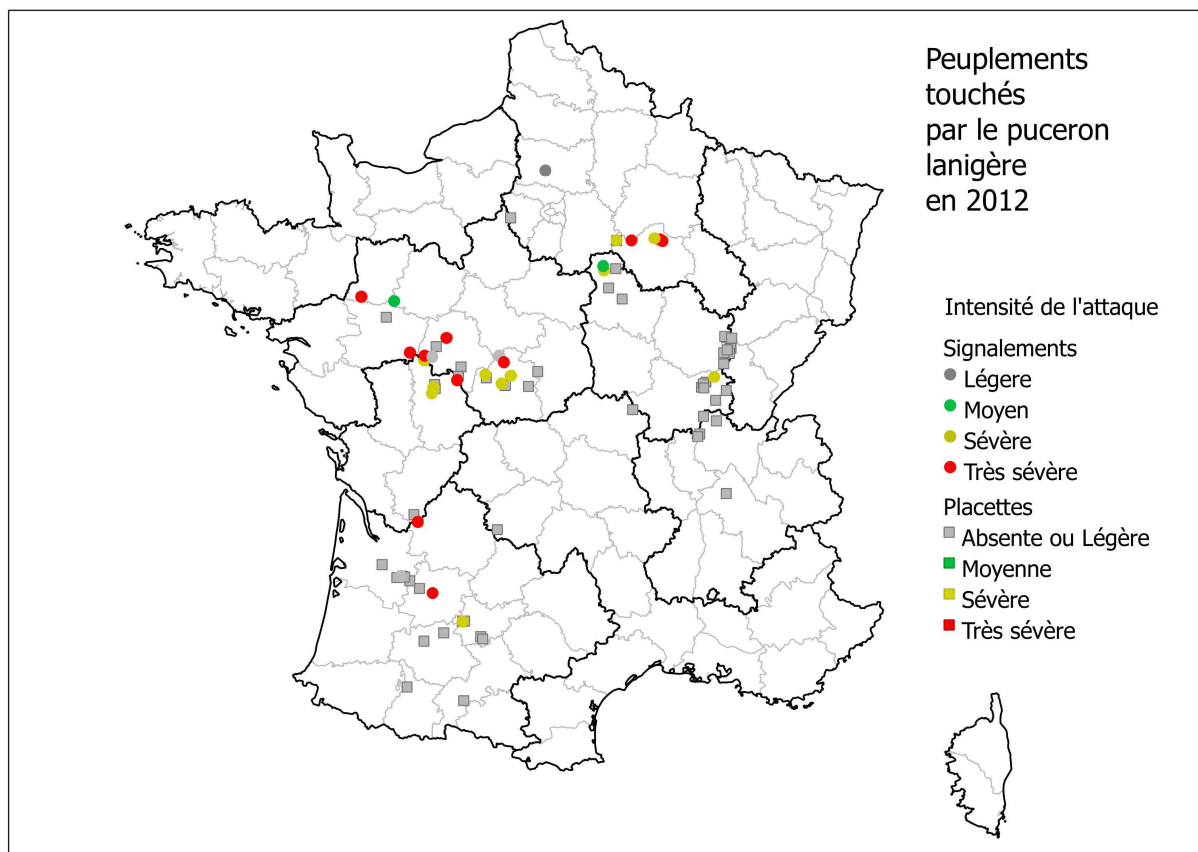 Peuplements
touchés
par le puceron
lanigère
en 2012
Intensité de l'attaque
Signalements
Légere
Moyen
Sévère
Très sévère
Placettes
Absente ou Légère
Moyenne
Sévère
Très sévère